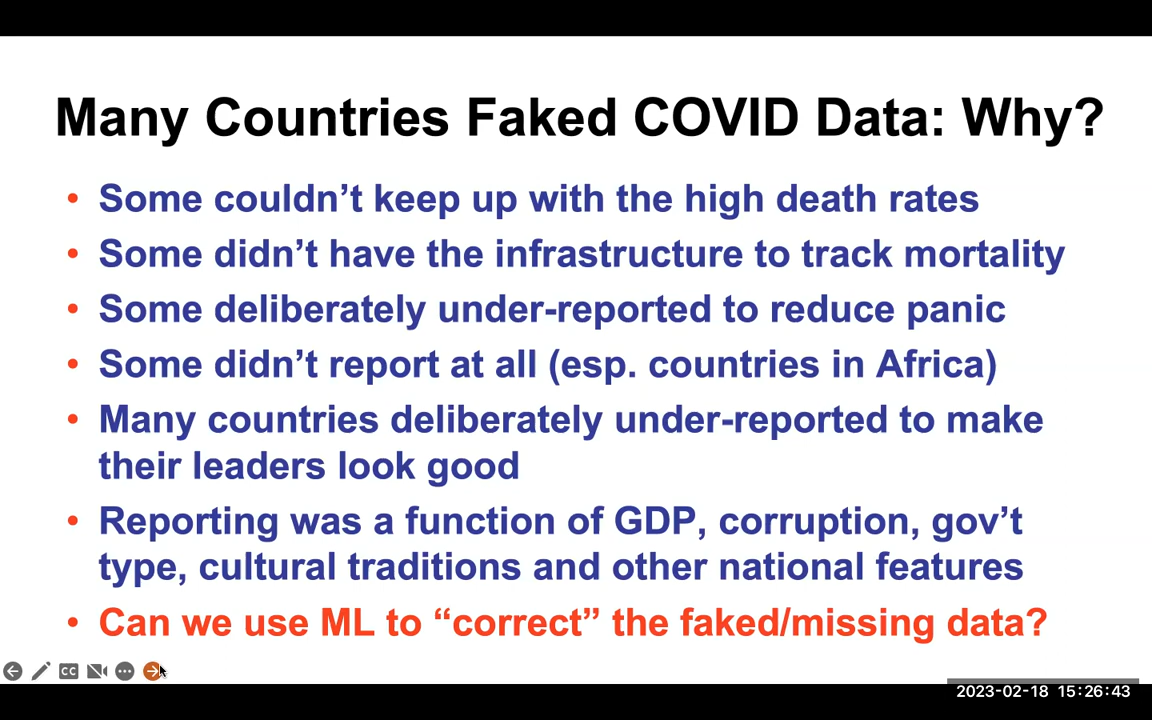 Many Countries Faked COVID Data: Why?
• Some couldn’t keep up with the high death rates
• Some didn’t have the infrastructure to track mortality
• Some deliberately under-reported to reduce panic
• Some didn’t report at all (esp. countries in Africa)
• Many countries deliberately under-reported to make
their leaders look good
• Reporting was a function of GDP, corruption, gov’t
type, cultural traditions and other national features
• Can we use ML to “correct” the faked/missing data?
CC
2023-02-18 15:26:43